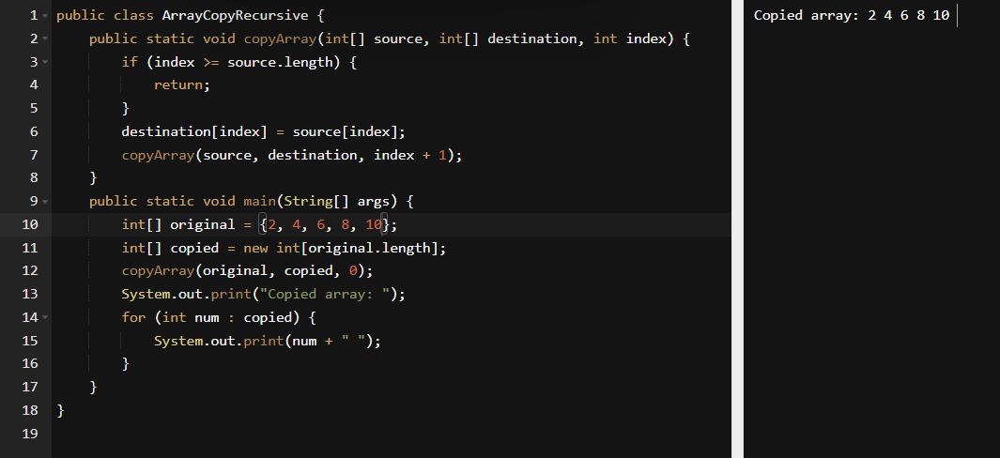 1 public class ArrayCopyRecursive {
2     public static void copyArray(int[] source, int[] destination, int index) {
3         if (index >= source.length) {
4             return;
5         }
6         destination[index] = source[index];
7         copyArray(source, destination, index + 1);
8     }
9     public static void main(String[] args) {
10         int[] original = {2, 4, 6, 8, 10};
11         int[] copied = new int[original.length];
12         copyArray(original, copied, 0);
13         System.out.print("Copied array: ");
14         for (int num : copied) {
15             System.out.print(num + " ");
16         }
17     }
18 }
19
Copied array: 2 4 6 8 10